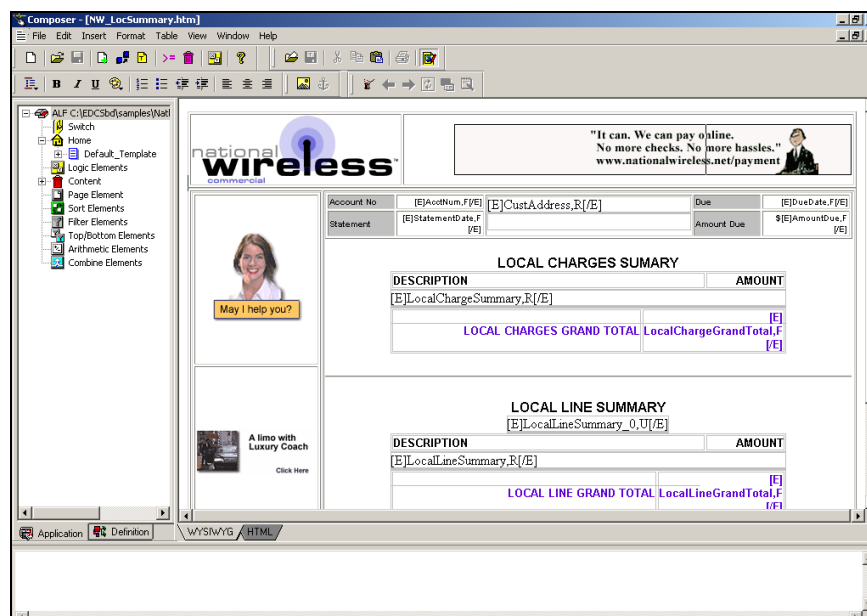 Composer - [NW_LocSummary.htm]
File Edit Insert Format Table View Window Help
ALF C:\EDCSbd\samples\Natl
Switch
Home
Default_Template
Logic Elements
Content
Page Element
Sort Elements
Filter Elements
Top/Bottom Elements
Arithmetic Elements
Combine Elements
Application
Definition
national
wireless
commercial
"It can. We can pay online.
No more checks. No more hassles."
www.nationalwireless.net/payment
Account No
[E]AcctNum,F[/E]
[E]CustAddress,R[/E]
Due
[E]DueDate,F[/E]
Statement
[E]StatementDate,F
[/E]
Amount Due
$[E]AmountDue,F
[/E]
May I help you?
LOCAL CHARGES SUMARY
DESCRIPTION AMOUNT
[E]LocalChargeSummary,R[/E]
[E]
LOCAL CHARGES GRAND TOTAL LocalChargeGrandTotal,F
[/E]
A limo with
Luxury Coach
Click Here
LOCAL LINE SUMMARY
[E]LocalLineSummary_0,U[/E]
DESCRIPTION AMOUNT
[E]LocalLineSummary,R[/E]
[E]
LOCAL LINE GRAND TOTAL LocalLineGrandTotal,F
[/E]
WYSIWYG HTML